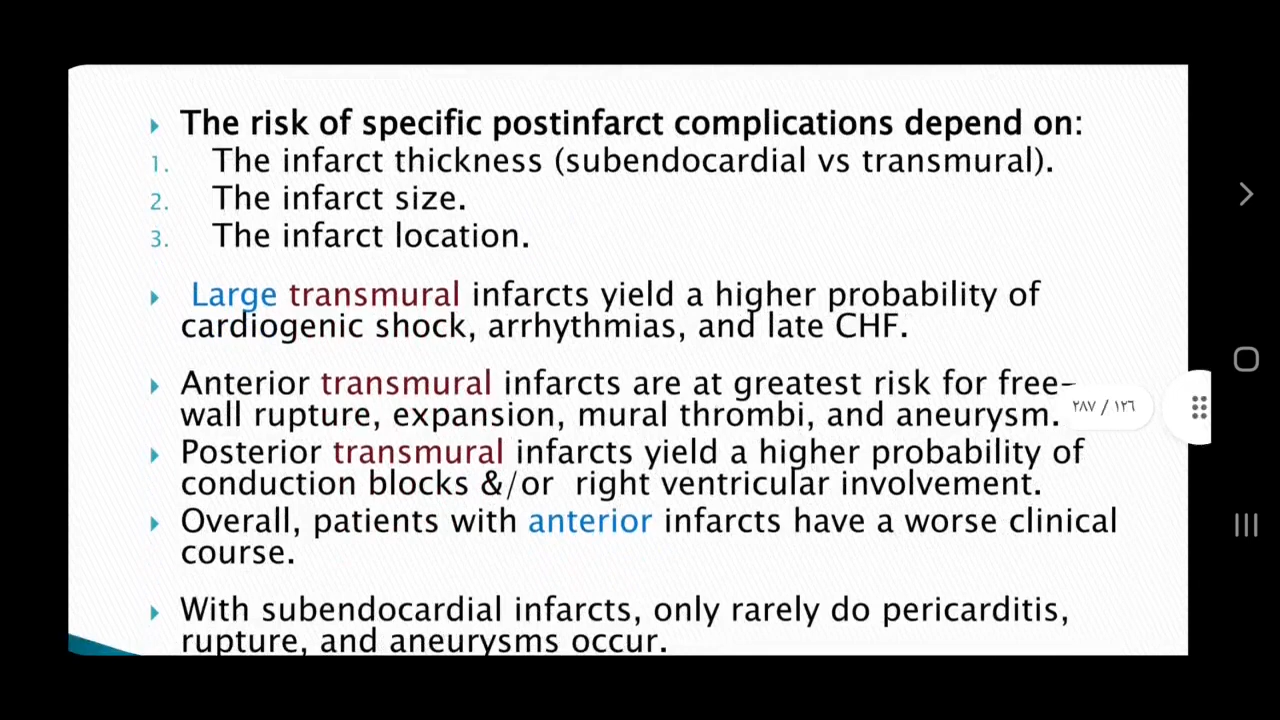 The risk of specific postinfarct complications depend on:
1. The infarct thickness (subendocardial vs transmural).
2. The infarct size.
3. The infarct location.
Large transmural infarcts yield a higher probability of
cardiogenic shock, arrhythmias, and late CHF.
Anterior transmural infarcts are at greatest risk for free-
wall rupture, expansion, mural thrombi, and aneurysm.
٢٨٧ / ١٢٦
Posterior transmural infarcts yield a higher probability of
conduction blocks &/or right ventricular involvement.
Overall, patients with anterior infarcts have a worse clinical
course.
With subendocardial infarcts, only rarely do pericarditis,
rupture, and aneurysms occur.